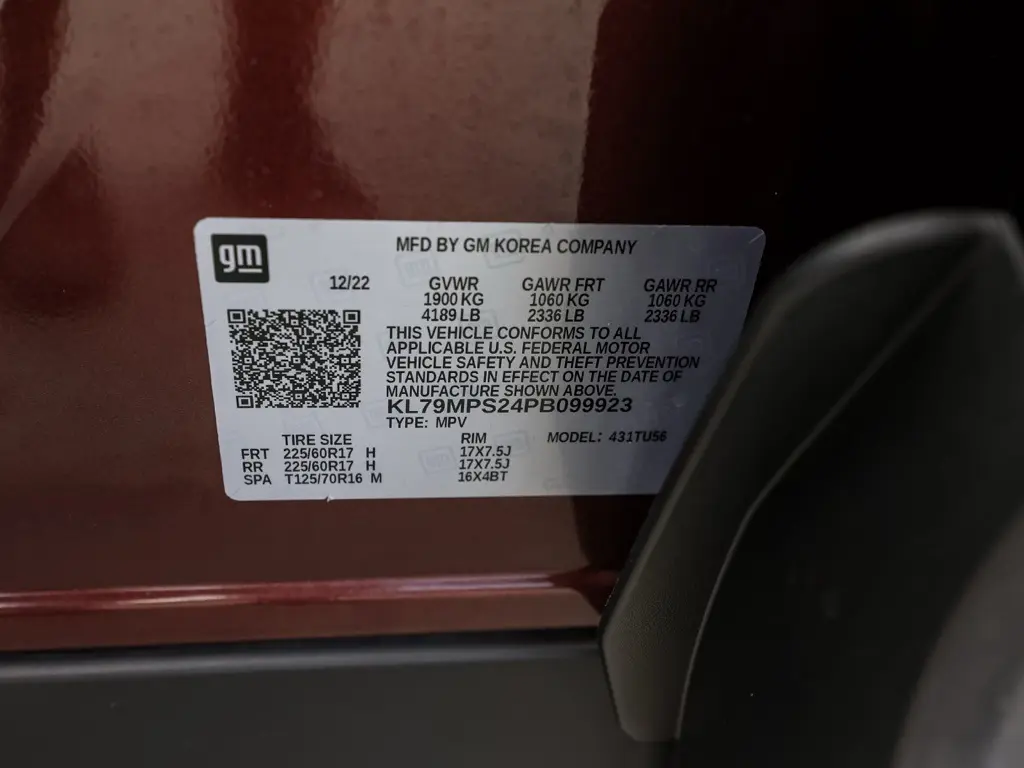 gm
MFD BY GM KOREA COMPANY
12/22 GVWR GAWR FRT GAWR RR
1900 KG 1060 KG 1060 KG
4189 LB 2336 LB 2336 LB
THIS VEHICLE CONFORMS TO ALL
APPLICABLE U.S. FEDERAL MOTOR
VEHICLE SAFETY AND THEFT PREVENTION
STANDARDS IN EFFECT ON THE DATE OF
MANUFACTURE SHOWN ABOVE.
KL79MPS24PB099923
TYPE: MPV
TIRE SIZE RIM MODEL: 431TU56
FRT 225/60R17 H 17X7.5J
RR 225/60R17 H 17X7.5J
SPA T125/70R16 M 16X4BT